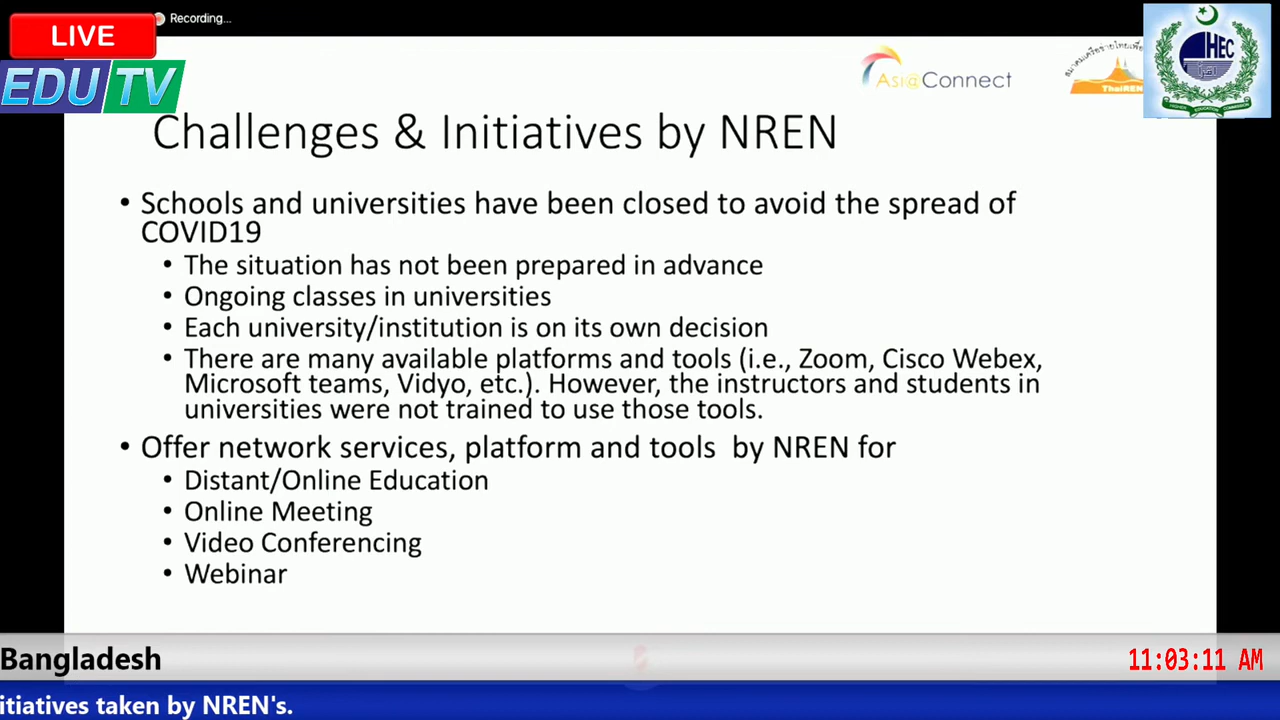 Recording...
LIVE
EDU TV
Asi@Connect
ThaiREN
HEC
HIGHER EDUCATION COMMISSION
Challenges & Initiatives by NREN
• Schools and universities have been closed to avoid the spread of
COVID19
• The situation has not been prepared in advance
• Ongoing classes in universities
• Each university/institution is on its own decision
• There are many available platforms and tools (i.e., Zoom, Cisco Webex,
Microsoft teams, Vidyo, etc.). However, the instructors and students in
universities were not trained to use those tools.
• Offer network services, platform and tools by NREN for
• Distant/Online Education
• Online Meeting
• Video Conferencing
• Webinar
Bangladesh
11:03:11 AM
itiatives taken by NREN's.